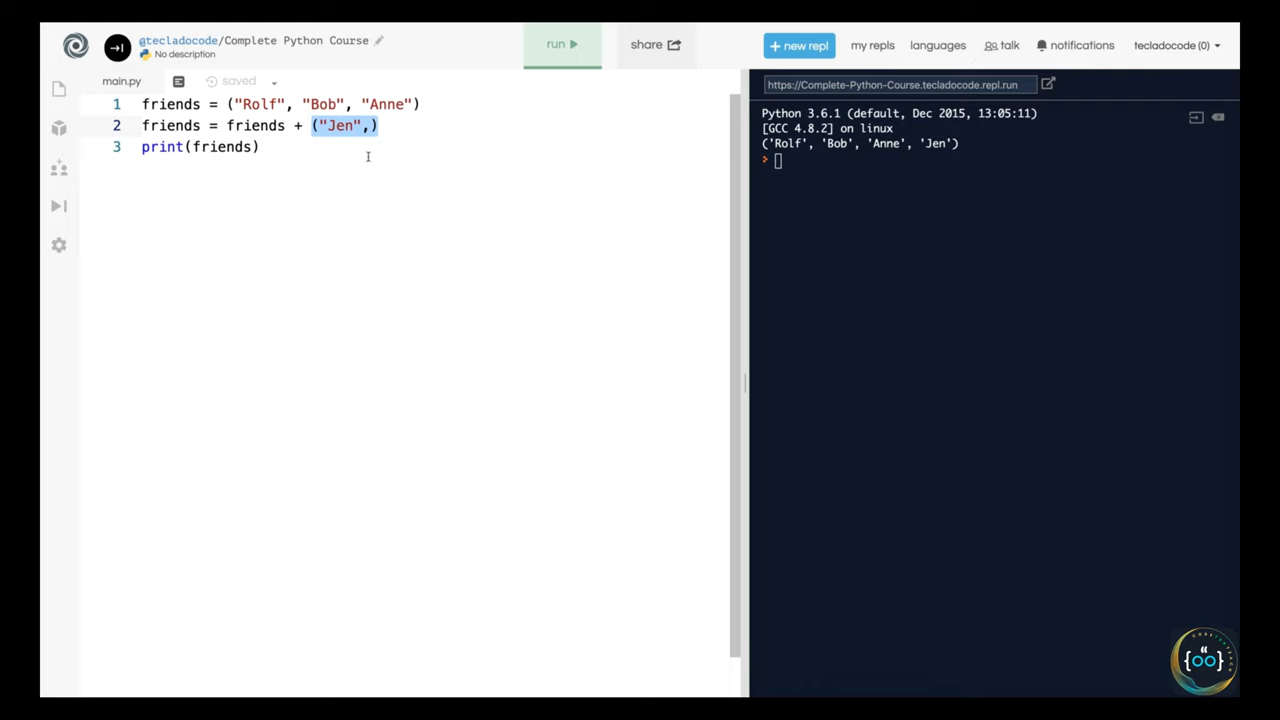 @tecladocode/Complete Python Course
No description
run
share
+ new repl
my repls
languages
talk
notifications
tecladocode (0)
main.py
saved
1 friends = ("Rolf", "Bob", "Anne")
2 friends = friends + ("Jen",)
3 print(friends)
https://Complete-Python-Course.tecladocode.repl.run
Python 3.6.1 (default, Dec 2015, 13:05:11)
[GCC 4.8.2] on linux
('Rolf', 'Bob', 'Anne', 'Jen')
>